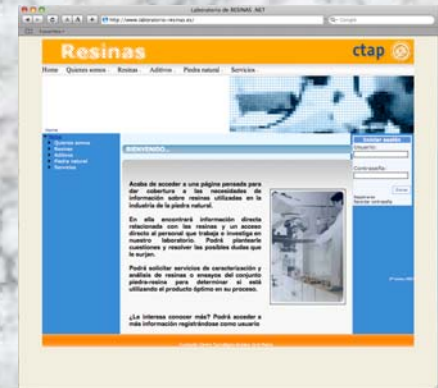 Laboratorio de RESINAS .NET
http://www.laboratorio-resinas.es/
Google
Resinas
ctap
Home Quienes somos Resinas Aditivos Piedra natural Servicios
Home
Quienes somos
Resinas
Aditivos
Piedra natural
Servicios
BIENVENIDO...
Acaba de acceder a una página pensada para
dar cobertura a las necesidades de
información sobre resinas utilizadas en la
industria de la piedra natural.
En ella encontrará información directa
relacionada con las resinas y un acceso
directo al personal que trabaja e investiga en
nuestro laboratorio. Podrá plantearle
cuestiones y resolver las posibles dudas que
le surjan.
Podrá solicitar servicios de caracterización y
análisis de resinas o ensayos del conjunto
piedra-resina para determinar si está
utilizando el producto óptimo en su proceso.
¿Le interesa conocer más? Podrá acceder a
más información registrándose como usuario
Iniciar sesión
Usuario:
Contraseña:
Entrar
Registrarse